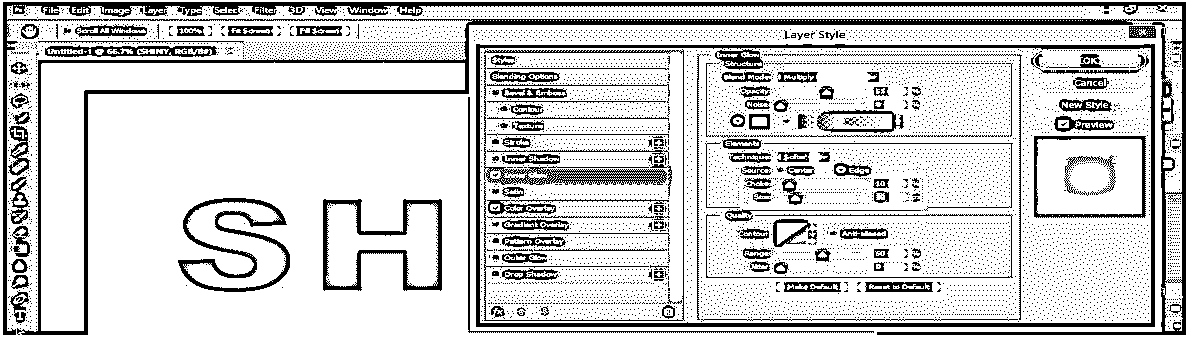 File Edit Image Layer Type Select Filter 3D View Window Help
Scroll All Windows 100% Fit Screen Fill Screen
Untitled-1 @ 66.7% (SHINY, RGB/8#)
Layer Style
Styles
Blending Options
Bevel & Emboss
Contour
Texture
Stroke
Inner Shadow
Satin
Color Overlay
Gradient Overlay
Pattern Overlay
Outer Glow
Drop Shadow
Inner Glow
Structure
Blend Mode: Multiply
Opacity:
Noise:
Elements
Technique: Softer
Source: Center Edge
Choke:
Size:
Quality
Contour: Anti-aliased
Range: 50
Jitter: 0
Make Default Reset to Default
OK
Cancel
New Style
Preview
SH